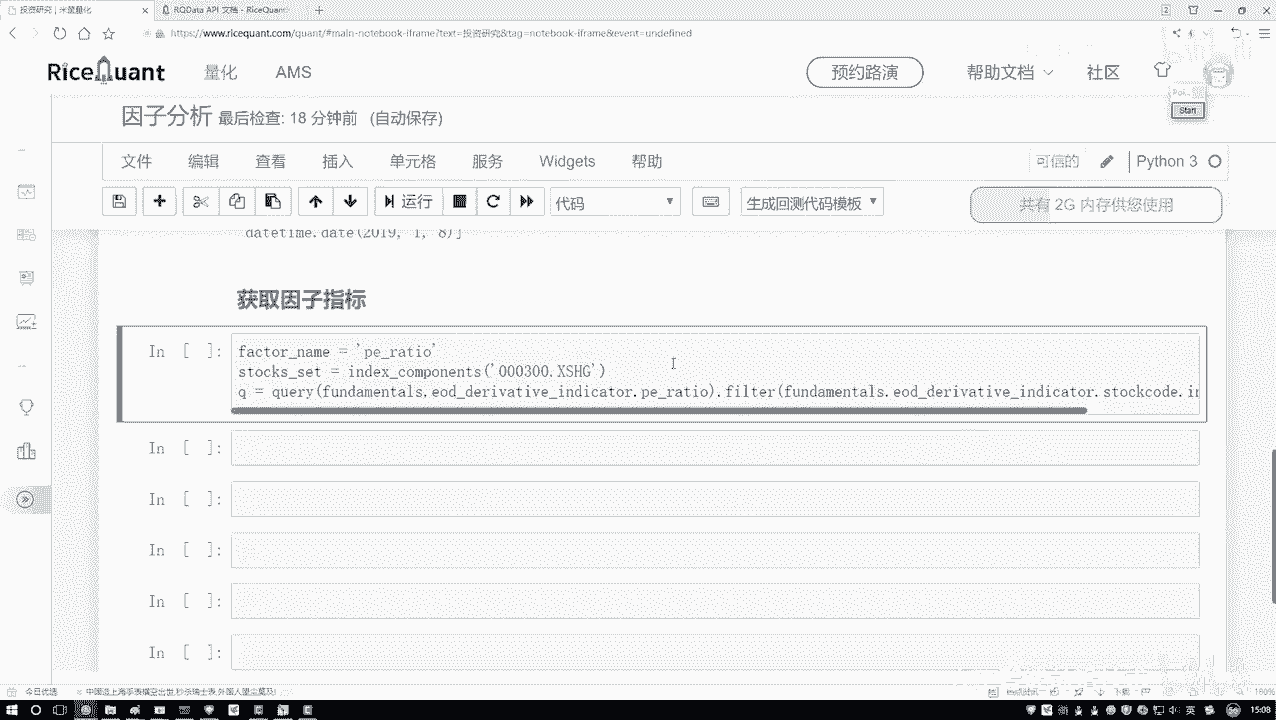 投资研究 | 米筐量化
RQData API 文档 - RiceQuant
https://www.ricequant.com/quant/#main-notebook-iframe?text=投资研究&tag=notebook-iframe&event=undefined
RiceQuant 量化 AMS 预约路演 帮助文档 社区
Start
因子分析 最后检查: 18 分钟前 (自动保存)
文件 编辑 查看 插入 单元格 服务 Widgets 帮助 可信的 Python 3
运行 代码 生成回测代码模板 共有 2G 内存供您使用
datetime.date(2019, 1, 8)]
获取因子指标
In [ ]: factor_name = 'pe_ratio'
stocks_set = index_components('000300.XSHG')
q = query(fundamentals,eod_derivative_indicator.pe_ratio).filter(fundamentals.eod_derivative_indicator.stockcode.in
In [ ]:
In [ ]:
In [ ]:
In [ ]:
In [ ]:
今日优选
160%
英
15:08